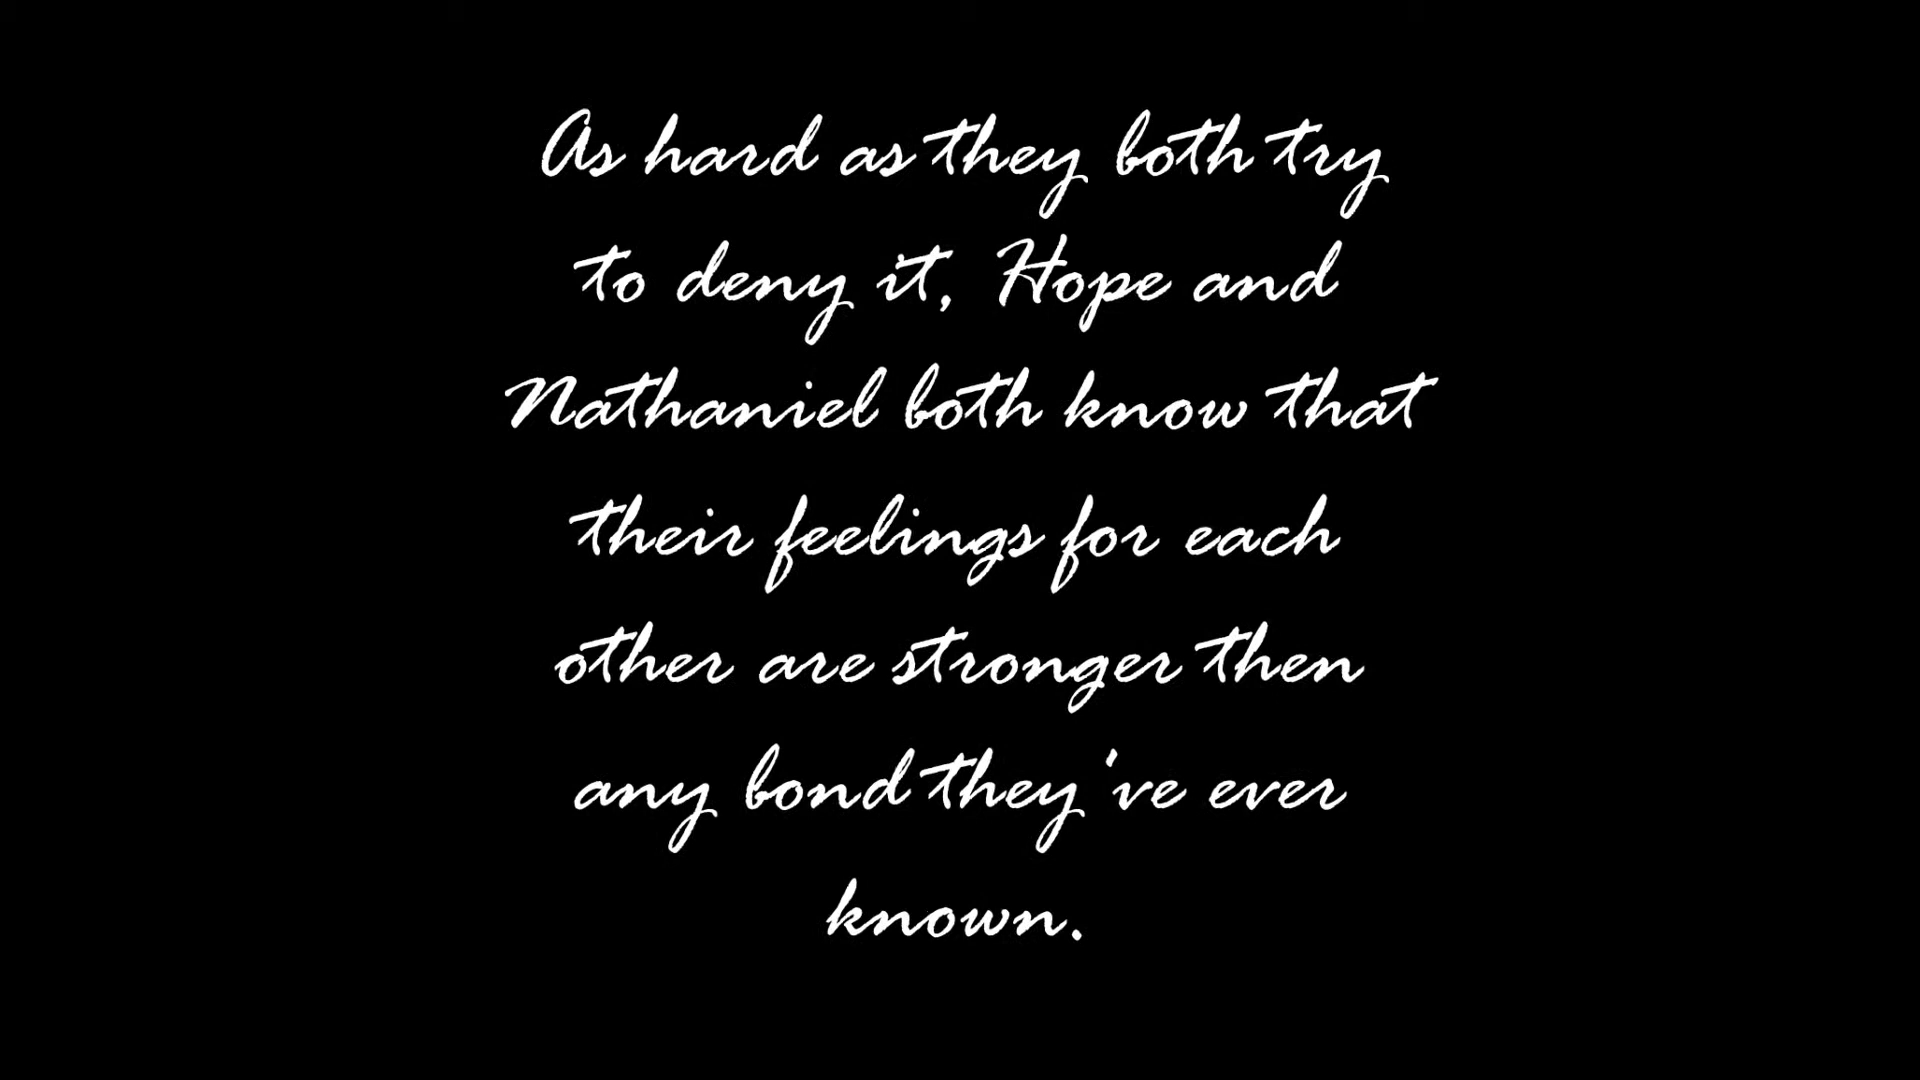 As hard as they both try
to deny it, Hope and
Nathaniel both know that
their feelings for each
other are stronger then
any bond they've ever
known.